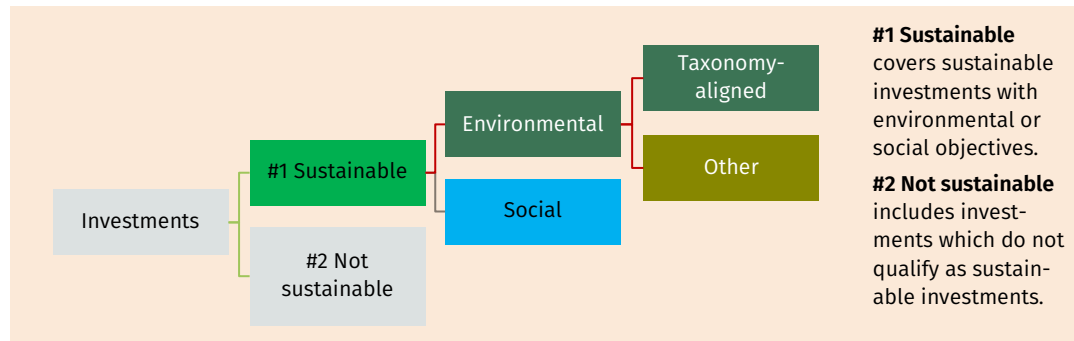 Investments
#1 Sustainable
#2 Not
sustainable
Environmental
Social
Taxonomy-
aligned
Other
#1 Sustainable
covers sustainable
investments with
environmental or
social objectives.
#2 Not sustainable
includes invest-
ments which do not
qualify as sustain-
able investments.